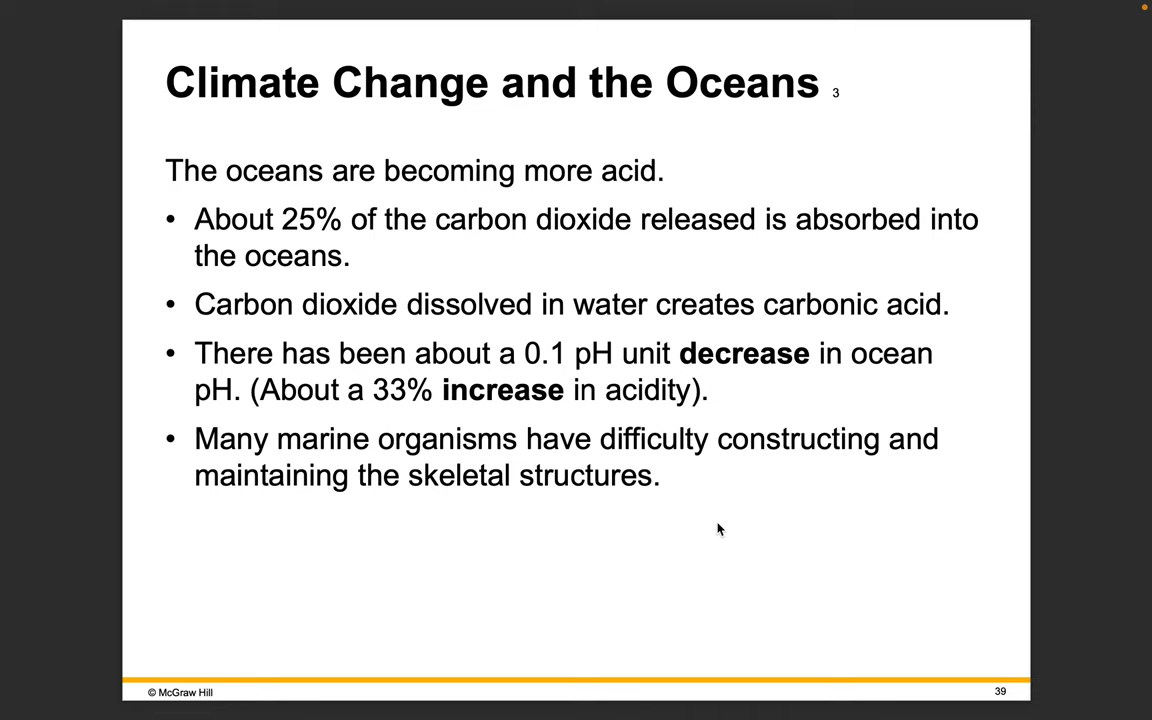 Climate Change and the Oceans 3
The oceans are becoming more acid.
• About 25% of the carbon dioxide released is absorbed into
the oceans.
• Carbon dioxide dissolved in water creates carbonic acid.
• There has been about a 0.1 pH unit decrease in ocean
pH. (About a 33% increase in acidity).
• Many marine organisms have difficulty constructing and
maintaining the skeletal structures.
© McGraw Hill
39